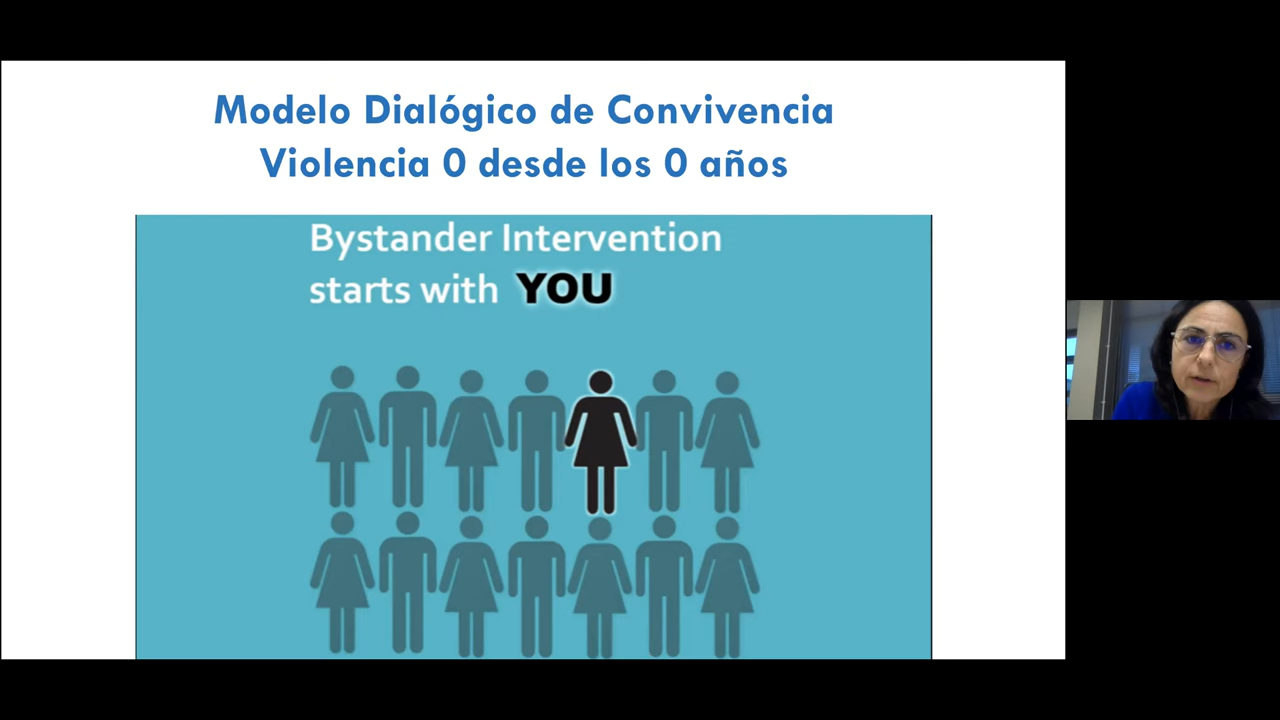 Modelo Dialógico de Convivencia
Violencia 0 desde los 0 años
Bystander Intervention
starts with YOU